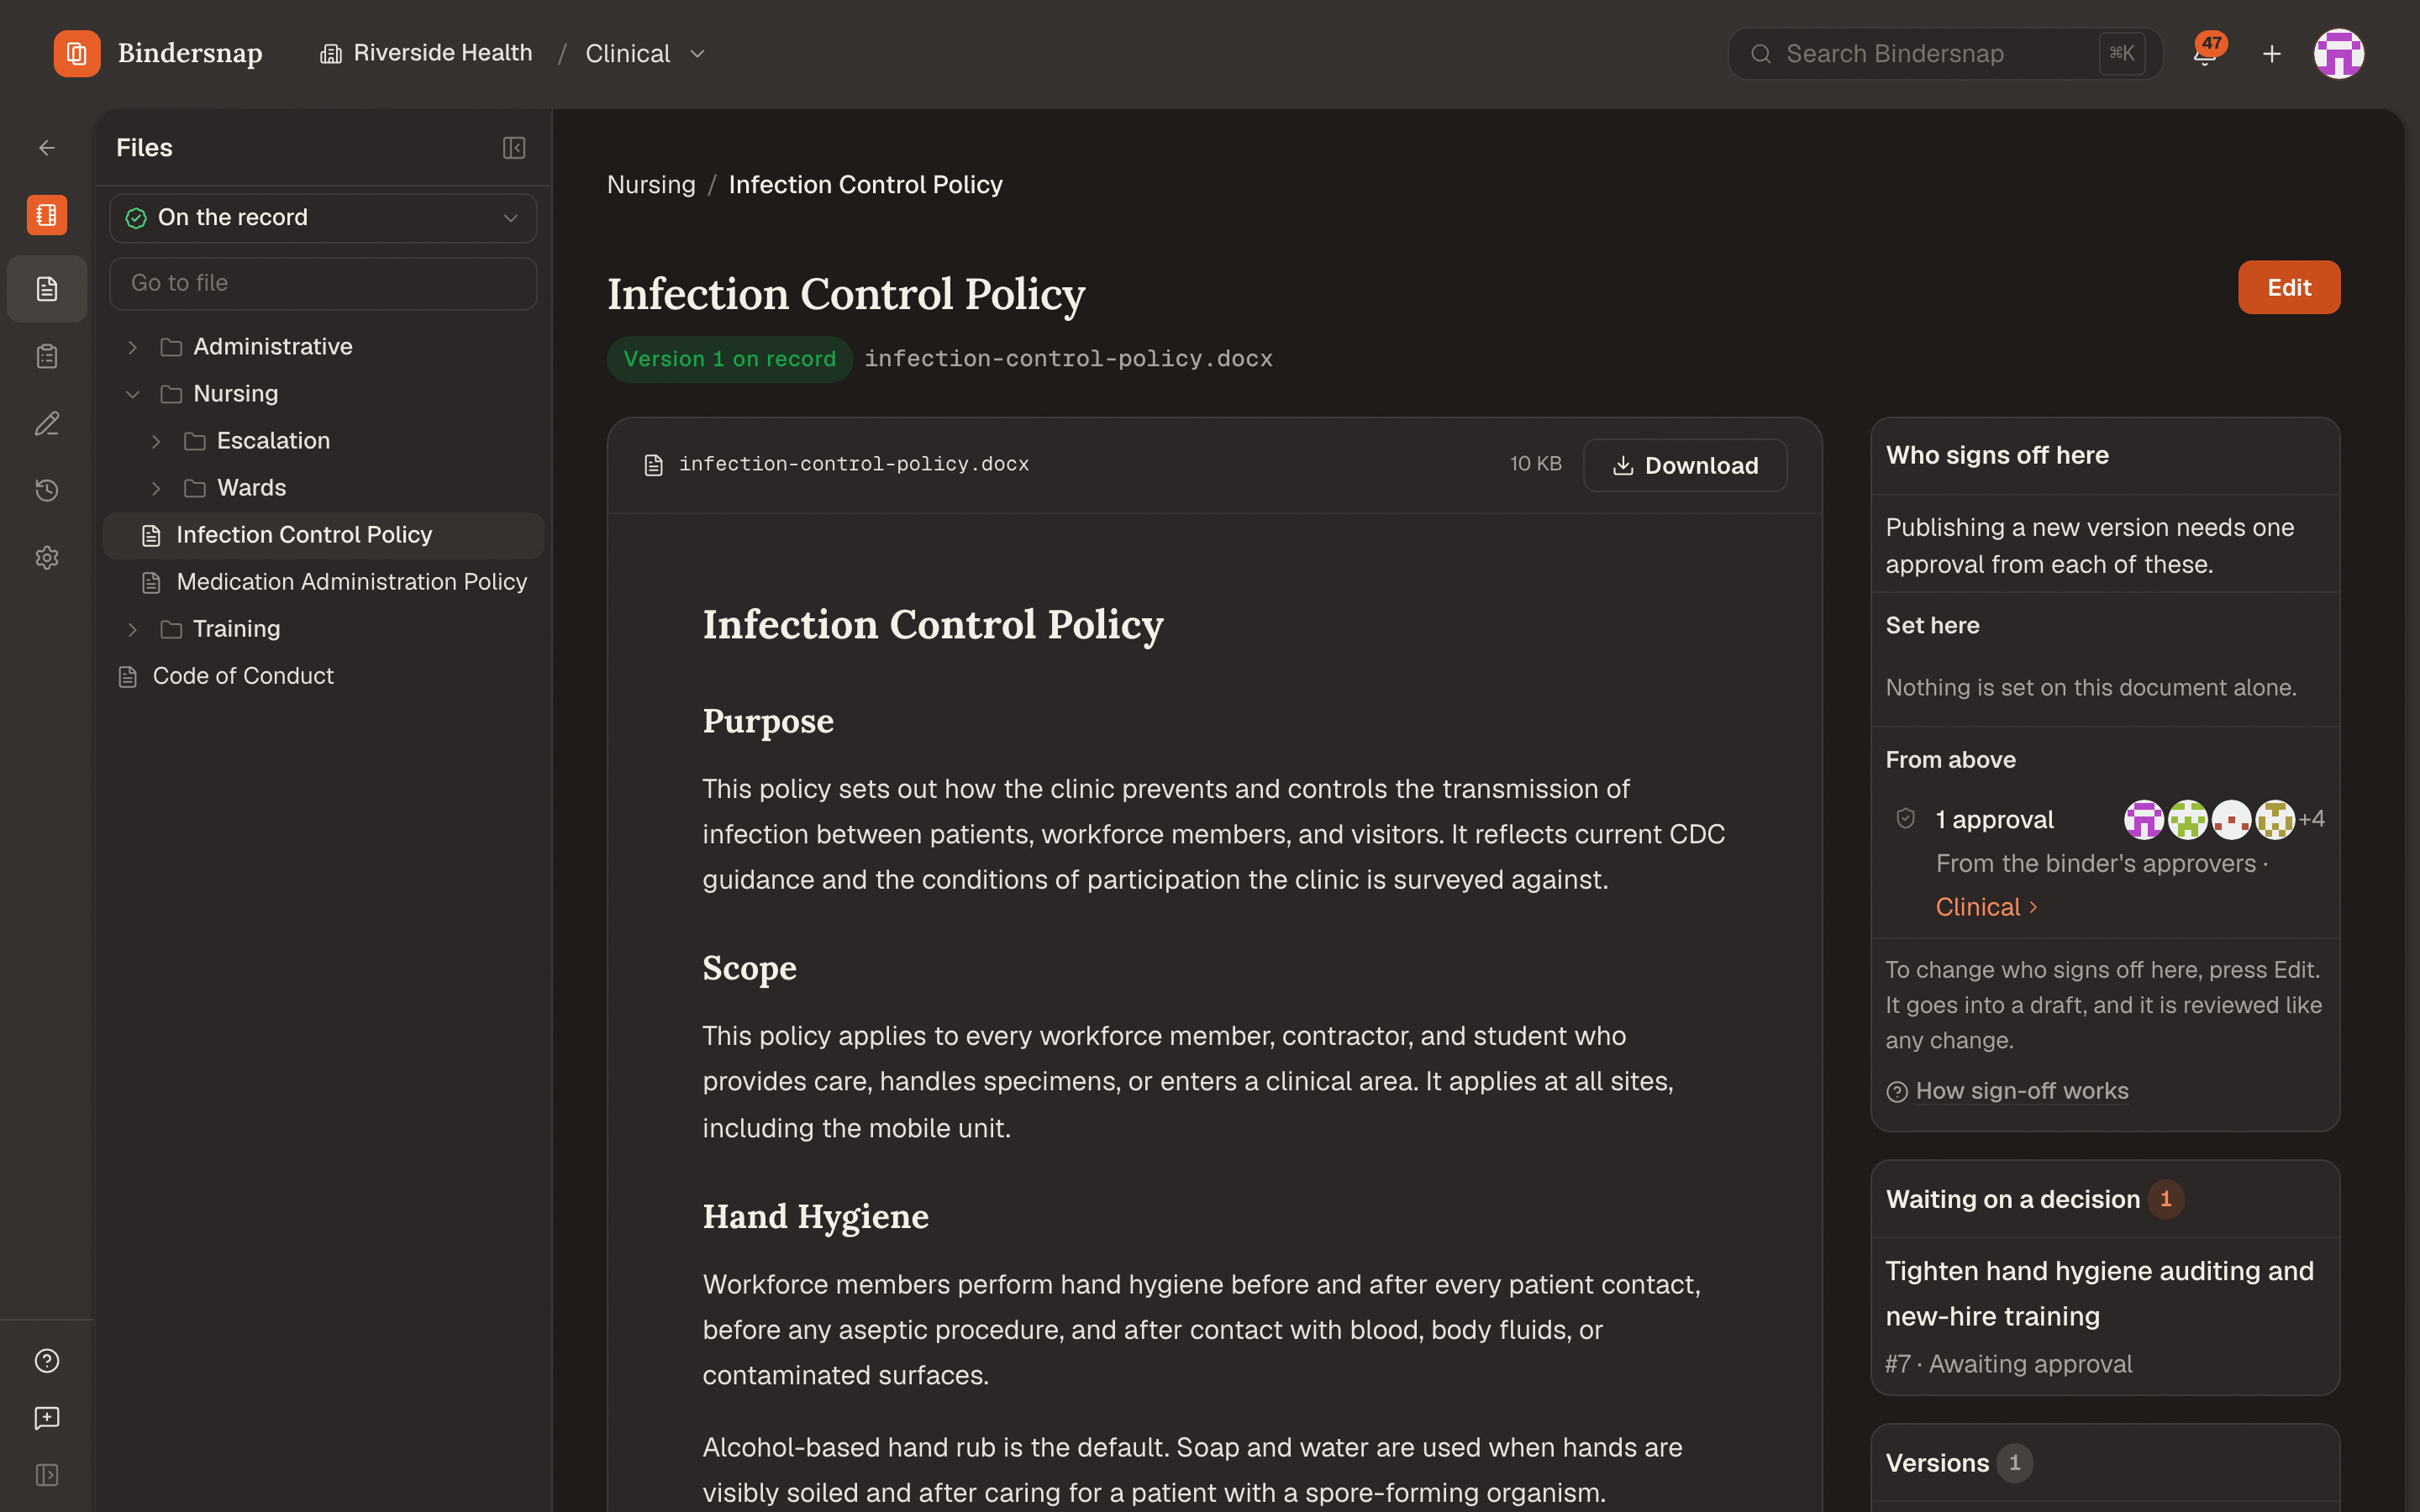 Bindersnap
Riverside Health / Clinical
Search Bindersnap ⌘K
47
Files
On the record
Go to file
Administrative
Nursing
Escalation
Wards
Infection Control Policy
Medication Administration Policy
Training
Code of Conduct
Nursing / Infection Control Policy
Infection Control Policy
Edit
Version 1 on record infection-control-policy.docx
infection-control-policy.docx 10 KB Download
Infection Control Policy
Purpose
This policy sets out how the clinic prevents and controls the transmission of
infection between patients, workforce members, and visitors. It reflects current CDC
guidance and the conditions of participation the clinic is surveyed against.
Scope
This policy applies to every workforce member, contractor, and student who
provides care, handles specimens, or enters a clinical area. It applies at all sites,
including the mobile unit.
Hand Hygiene
Workforce members perform hand hygiene before and after every patient contact,
before any aseptic procedure, and after contact with blood, body fluids, or
contaminated surfaces.
Alcohol-based hand rub is the default. Soap and water are used when hands are
visibly soiled and after caring for a patient with a spore-forming organism.
Who signs off here
Publishing a new version needs one
approval from each of these.
Set here
Nothing is set on this document alone.
From above
1 approval +4
From the binder's approvers ·
Clinical
To change who signs off here, press Edit.
It goes into a draft, and it is reviewed like
any change.
How sign-off works
Waiting on a decision 1
Tighten hand hygiene auditing and
new-hire training
#7 · Awaiting approval
Versions 1